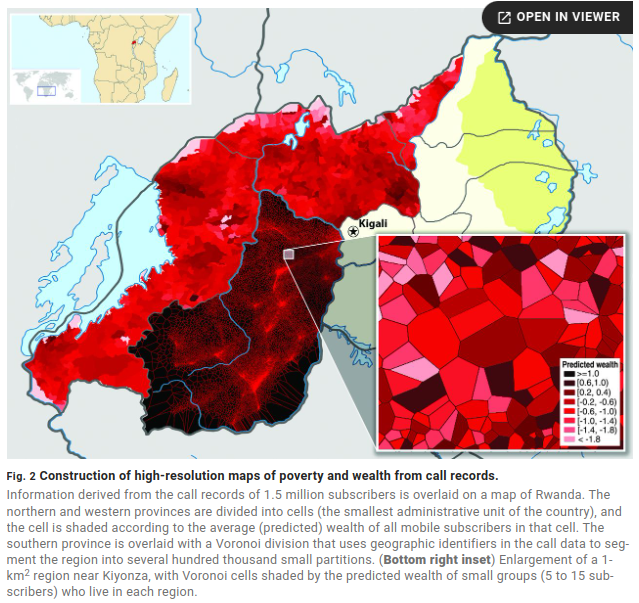 OPEN IN VIEWER
Kigali
Predicted wealth
>=1.0
[0.6,1.0)
[0.2, 0.4)
[-0.2, -0.6)
[-0.6, -1.0)
[-1.0, -1.4)
[-1.4, -1.8)
< -1.8
Fig. 2 Construction of high-resolution maps of poverty and wealth from call records.
Information derived from the call records of 1.5 million subscribers is overlaid on a map of Rwanda. The
northern and western provinces are divided into cells (the smallest administrative unit of the country), and
the cell is shaded according to the average (predicted) wealth of all mobile subscribers in that cell. The
southern province is overlaid with a Voronoi division that uses geographic identifiers in the call data to seg-
ment the region into several hundred thousand small partitions. (Bottom right inset) Enlargement of a 1-
km² region near Kiyonza, with Voronoi cells shaded by the predicted wealth of small groups (5 to 15 sub-
scribers) who live in each region.